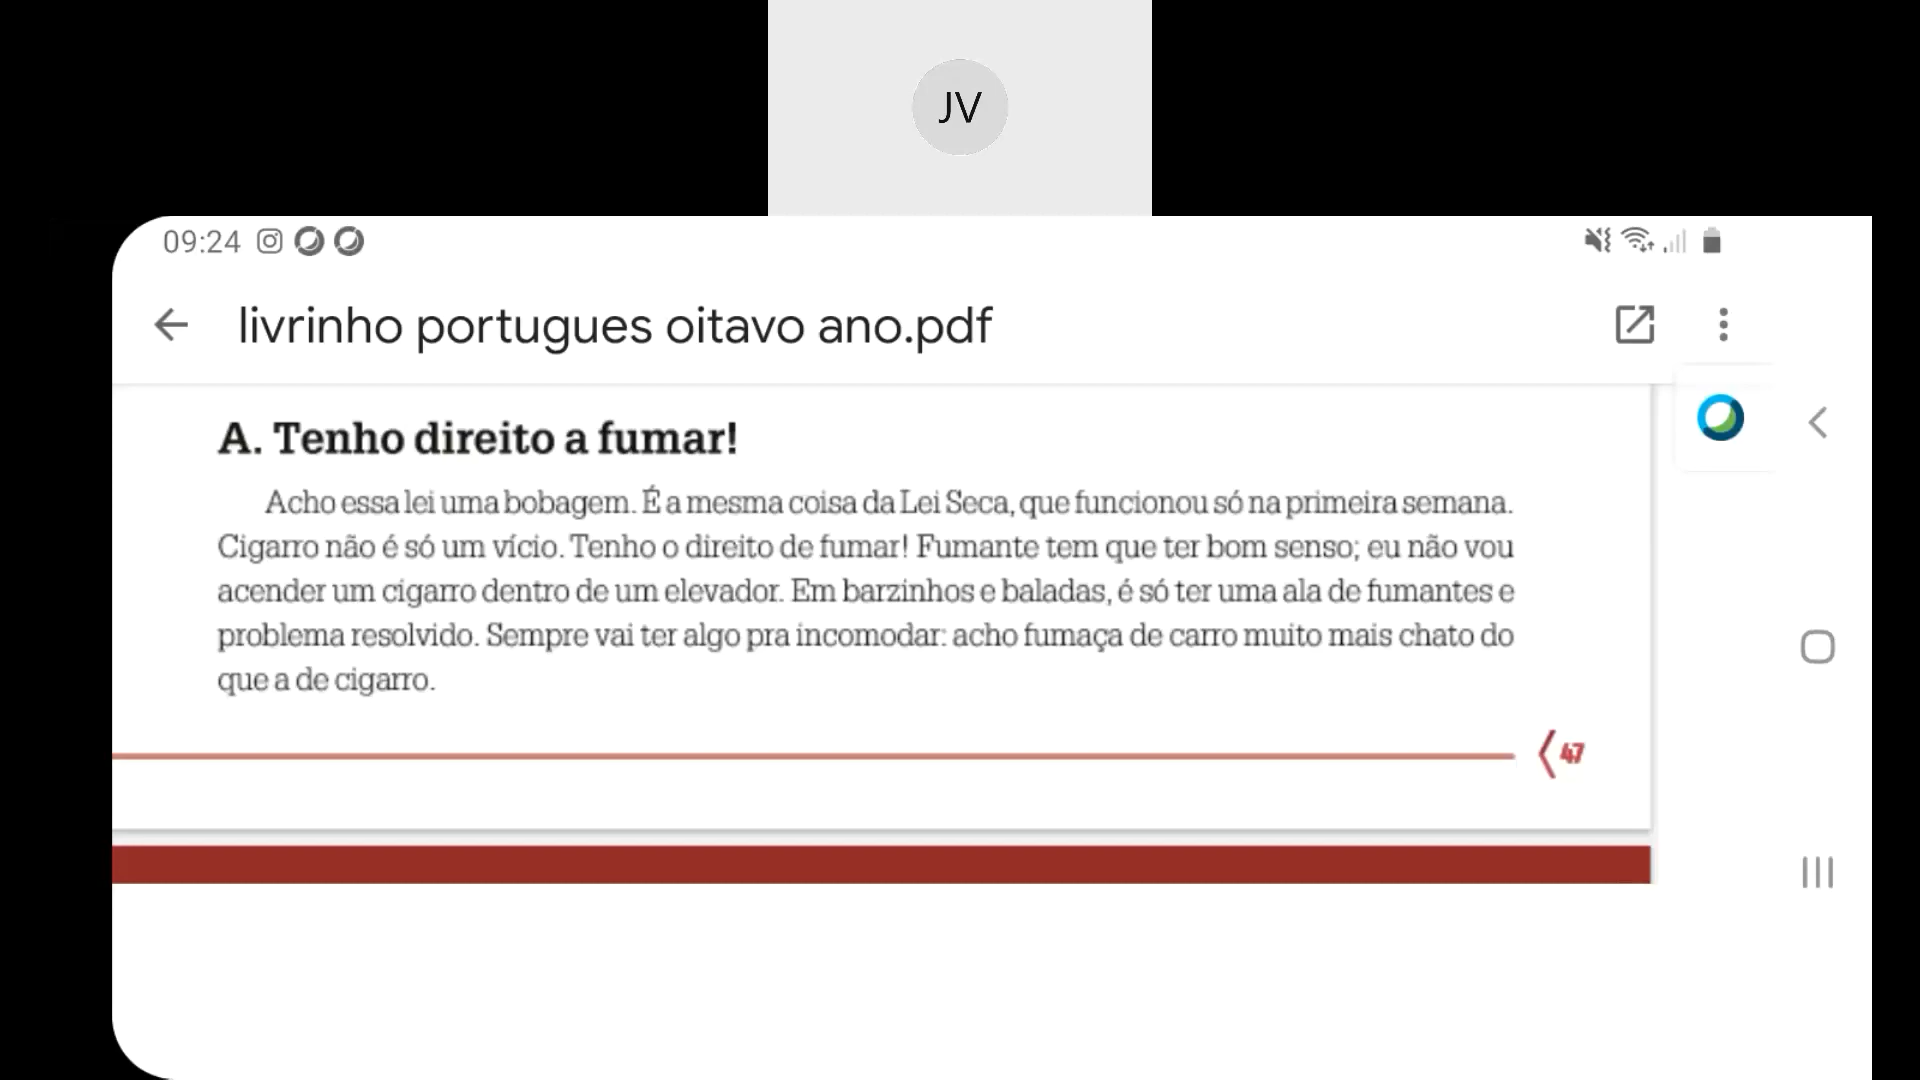 JV
09:24
livrinho portugues oitavo ano.pdf
A. Tenho direito a fumar!
Acho essa lei uma bobagem. É a mesma coisa da Lei Seca, que funcionou só na primeira semana.
Cigarro não é só um vício. Tenho o direito de fumar! Fumante tem que ter bom senso; eu não vou
acender um cigarro dentro de um elevador. Em barzinhos e baladas, é só ter uma ala de fumantes e
problema resolvido. Sempre vai ter algo pra incomodar: acho fumaça de carro muito mais chato do
que a de cigarro.
47